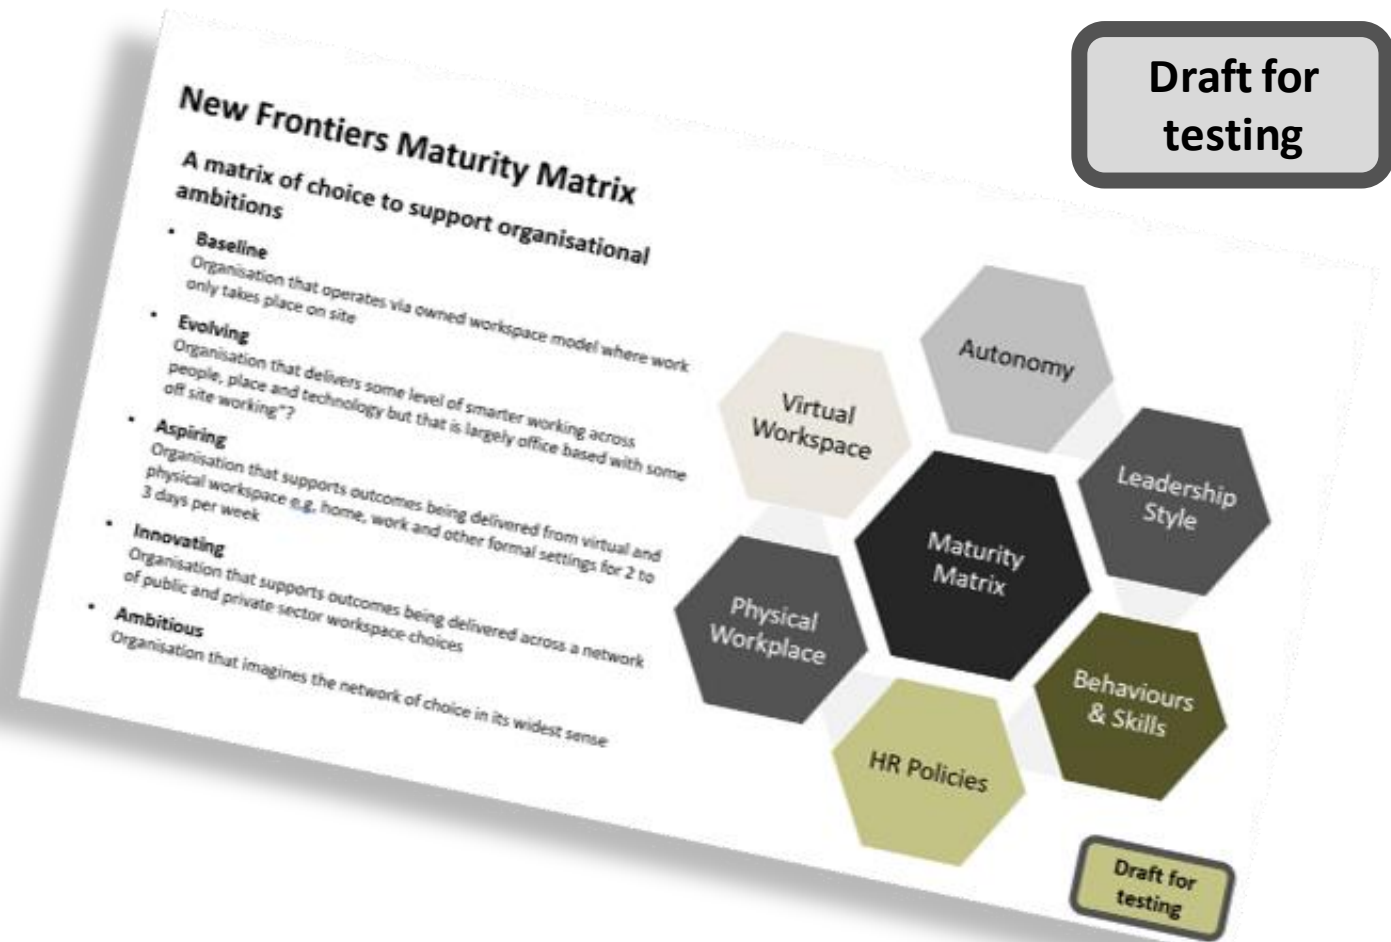 Draft for
testing
New Frontiers Maturity Matrix
A matrix of choice to support organisational
ambitions
• Baseline
Organisation that operates via owned workspace model where work
only takes place on site
• Evolving
Organisation that delivers some level of smarter working across
people, place and technology but that is largely office based with some
off site working"?
• Aspiring
Organisation that supports outcomes being delivered from virtual and
physical workspace e.g. home, work and other formal settings for 2 to
3 days per week
• Innovating
Organisation that supports outcomes being delivered across a network
of public and private sector workspace choices
• Ambitious
Organisation that imagines the network of choice in its widest sense
Autonomy
Virtual
Workspace
Leadership
Style
Maturity
Matrix
Physical
Workplace
Behaviours
& Skills
HR Policies
Draft for
testing